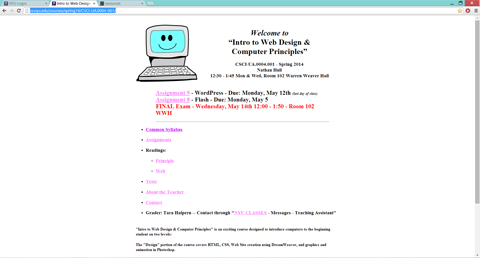 Intro to Web Design
Welcome to
“Intro to Web Design &
Computer Principles”
CSCI-UA.0004.001 - Spring 2014
Nathan Hull
12:30 - 1:45 Mon & Wed, Room 102 Warren Weaver Hall
Assignment 9 - WordPress - Due: Monday, May 12th (last day of class)
Assignment 8 - Flash - Due: Monday, May 5
FINAL Exam - Wednesday, May 14th 12:00 - 1:50 - Room 102
WWH
Common Syllabus
Assignments
Readings:
Principle
Web
Texts
About the Teacher
Contact
Grader: Tara Halpern -- Contact through "NYU CLASSES - Messages - Teaching Assistant"
"Intro to Web Design & Computer Principles" is an exciting course designed to introduce computers to the beginning
student on two levels:
The "Design" portion of the course covers HTML, CSS, Web Site creation using DreamWeaver, and graphics and
animation in Photoshop.